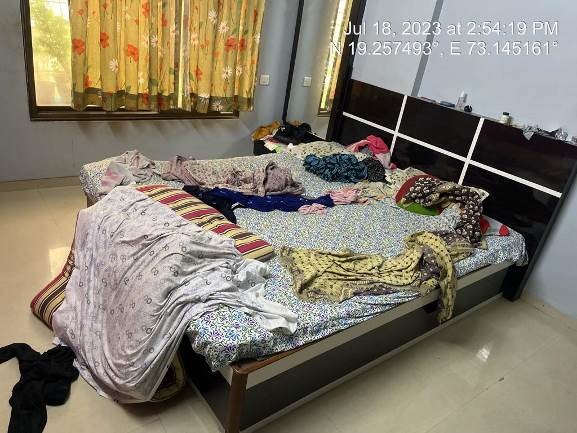 Jul 18, 2023 at 2:54:19 PM
N 19.257493°, E 73.145161°